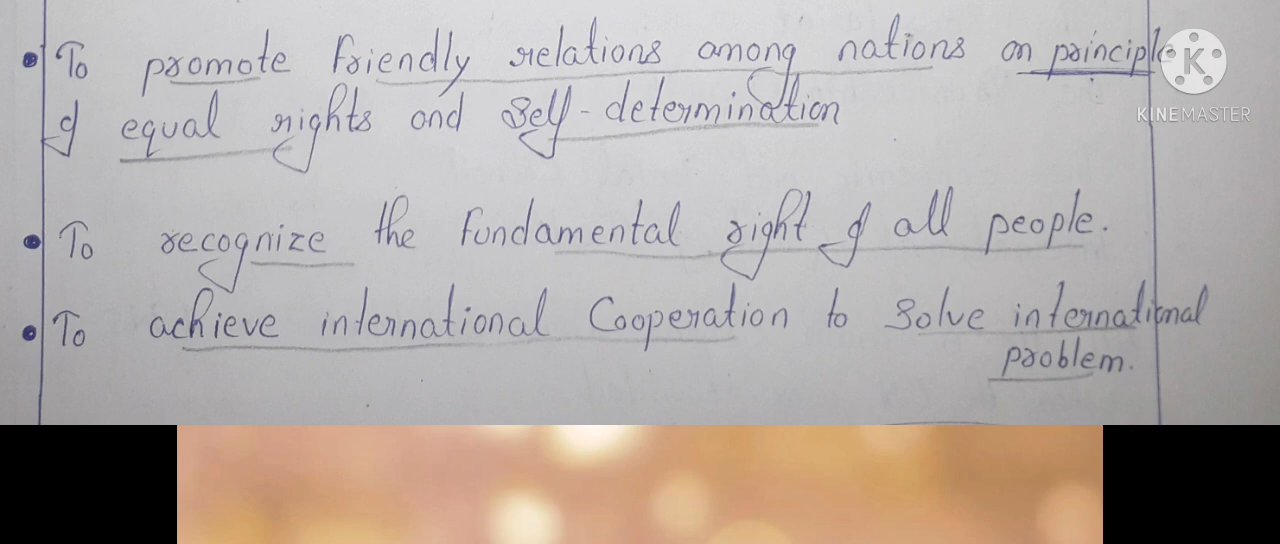 • To promote friendly relations among nations on principle
of equal rights and self-determination
• To recognize the fundamental right of all people.
• To achieve international Cooperation to solve international
problem.
K
KINEMASTER